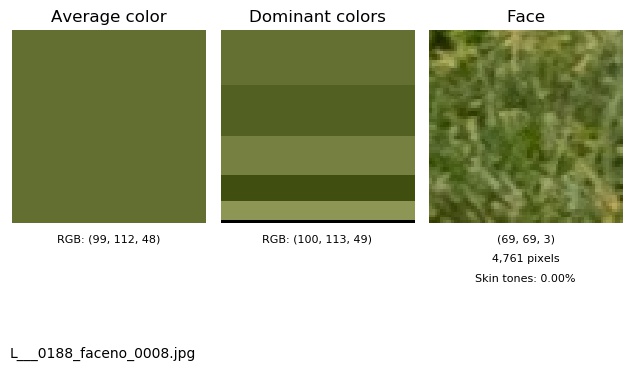 Average color
Dominant colors
Face
RGB: (99, 112, 48)
RGB: (100, 113, 49)
(69, 69, 3)
4,761 pixels
Skin tones: 0.00%
L___0188_faceno_0008.jpg